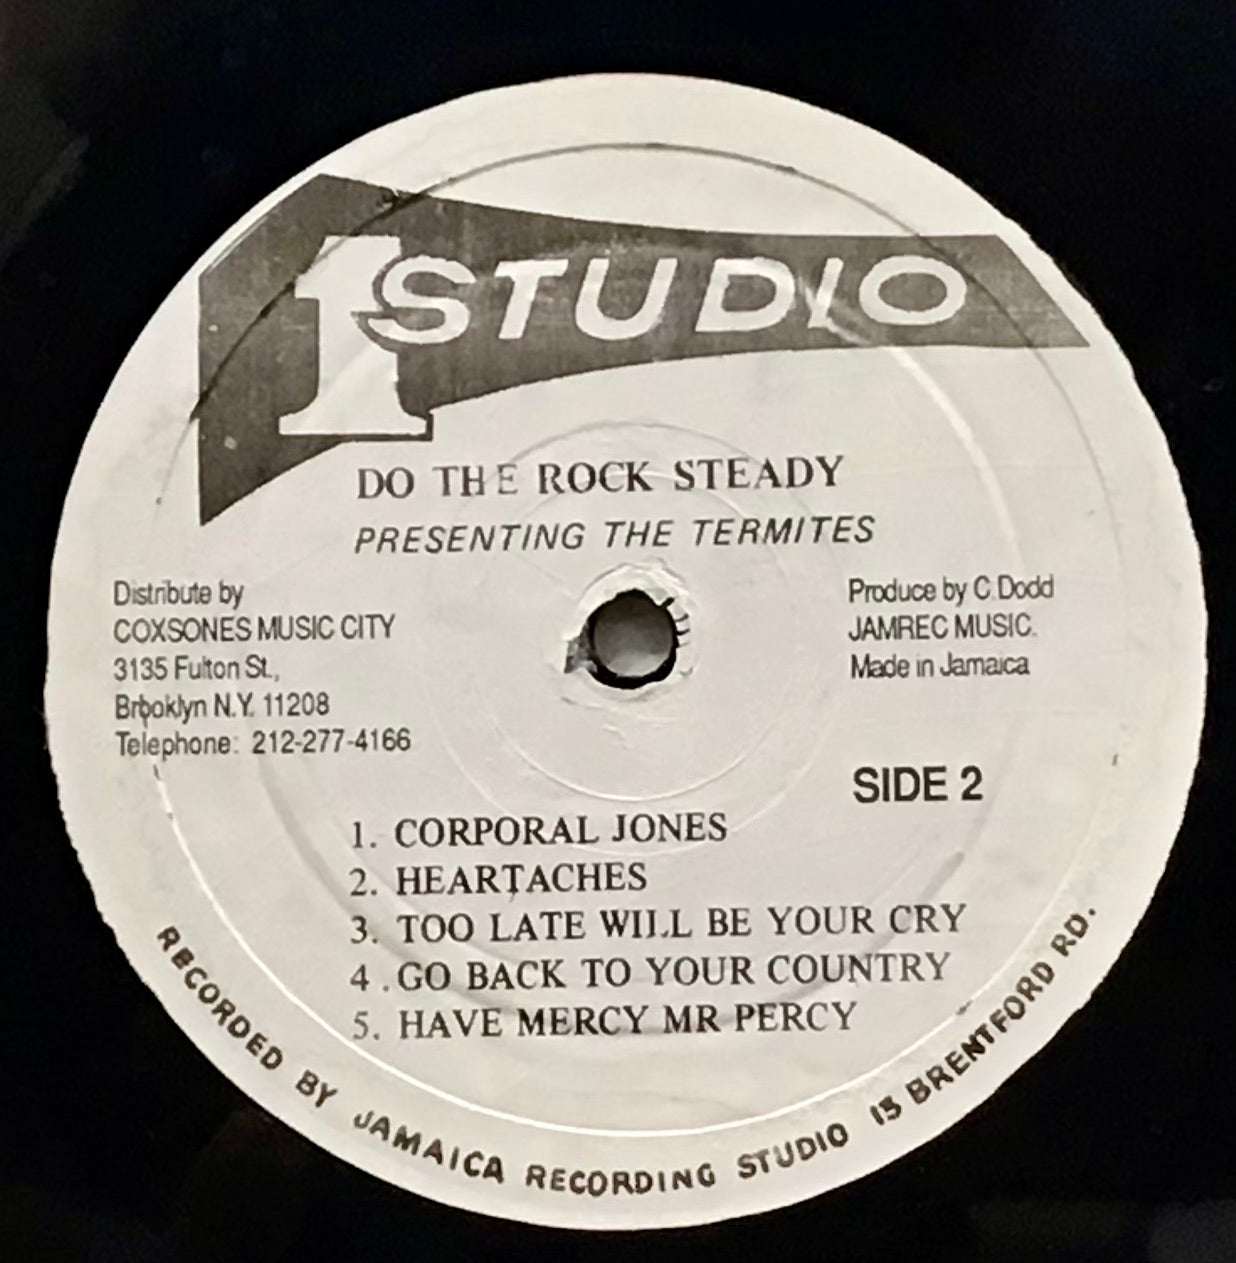 1 STUDIO
DO THE ROCK STEADY
PRESENTING THE TERMITES
Distribute by
COXSONES MUSIC CITY
3135 Fulton St.,
Brooklyn N.Y. 11208
Telephone: 212-277-4166
Produce by C. Dodd
JAMREC MUSIC.
Made in Jamaica
SIDE 2
1. CORPORAL JONES
2. HEARTACHES
3. TOO LATE WILL BE YOUR CRY
4 . GO BACK TO YOUR COUNTRY
5. HAVE MERCY MR PERCY
RECORDED BY JAMAICA RECORDING STUDIO 13 BRENTFORD RD.